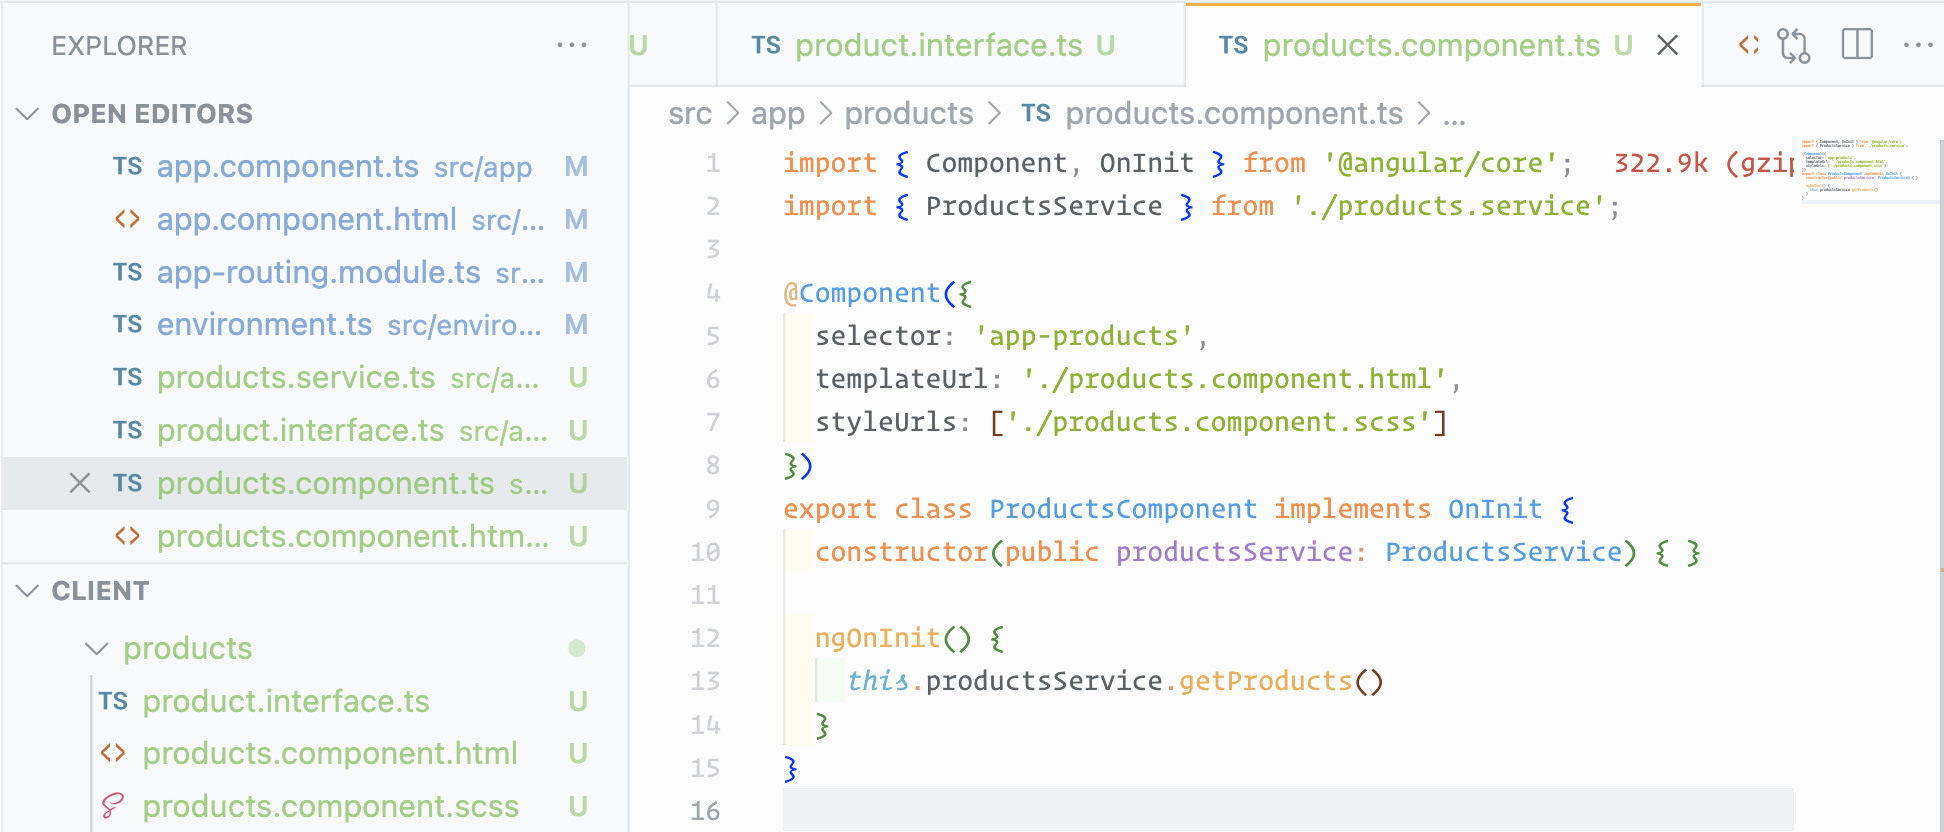 EXPLORER ...
U
TS product.interface.ts U
TS products.component.ts U
OPEN EDITORS
TS app.component.ts src/app M
<> app.component.html src/... M
TS app-routing.module.ts sr... M
TS environment.ts src/enviro... M
TS products.service.ts src/a... U
TS product.interface.ts src/a... U
TS products.component.ts s... U
<> products.component.htm... U
CLIENT
products
TS product.interface.ts U
<> products.component.html U
products.component.scss U
src > app > products > TS products.component.ts > ...
1 import { Component, OnInit } from '@angular/core'; 322.9k (gzip
2 import { ProductsService } from './products.service';
3
4 @Component({
5 selector: 'app-products',
6 templateUrl: './products.component.html',
7 styleUrls: ['./products.component.scss']
8 })
9 export class ProductsComponent implements OnInit {
10 constructor(public productsService: ProductsService) { }
11
12 ngOnInit() {
13 this.productsService.getProducts()
14 }
15 }
16